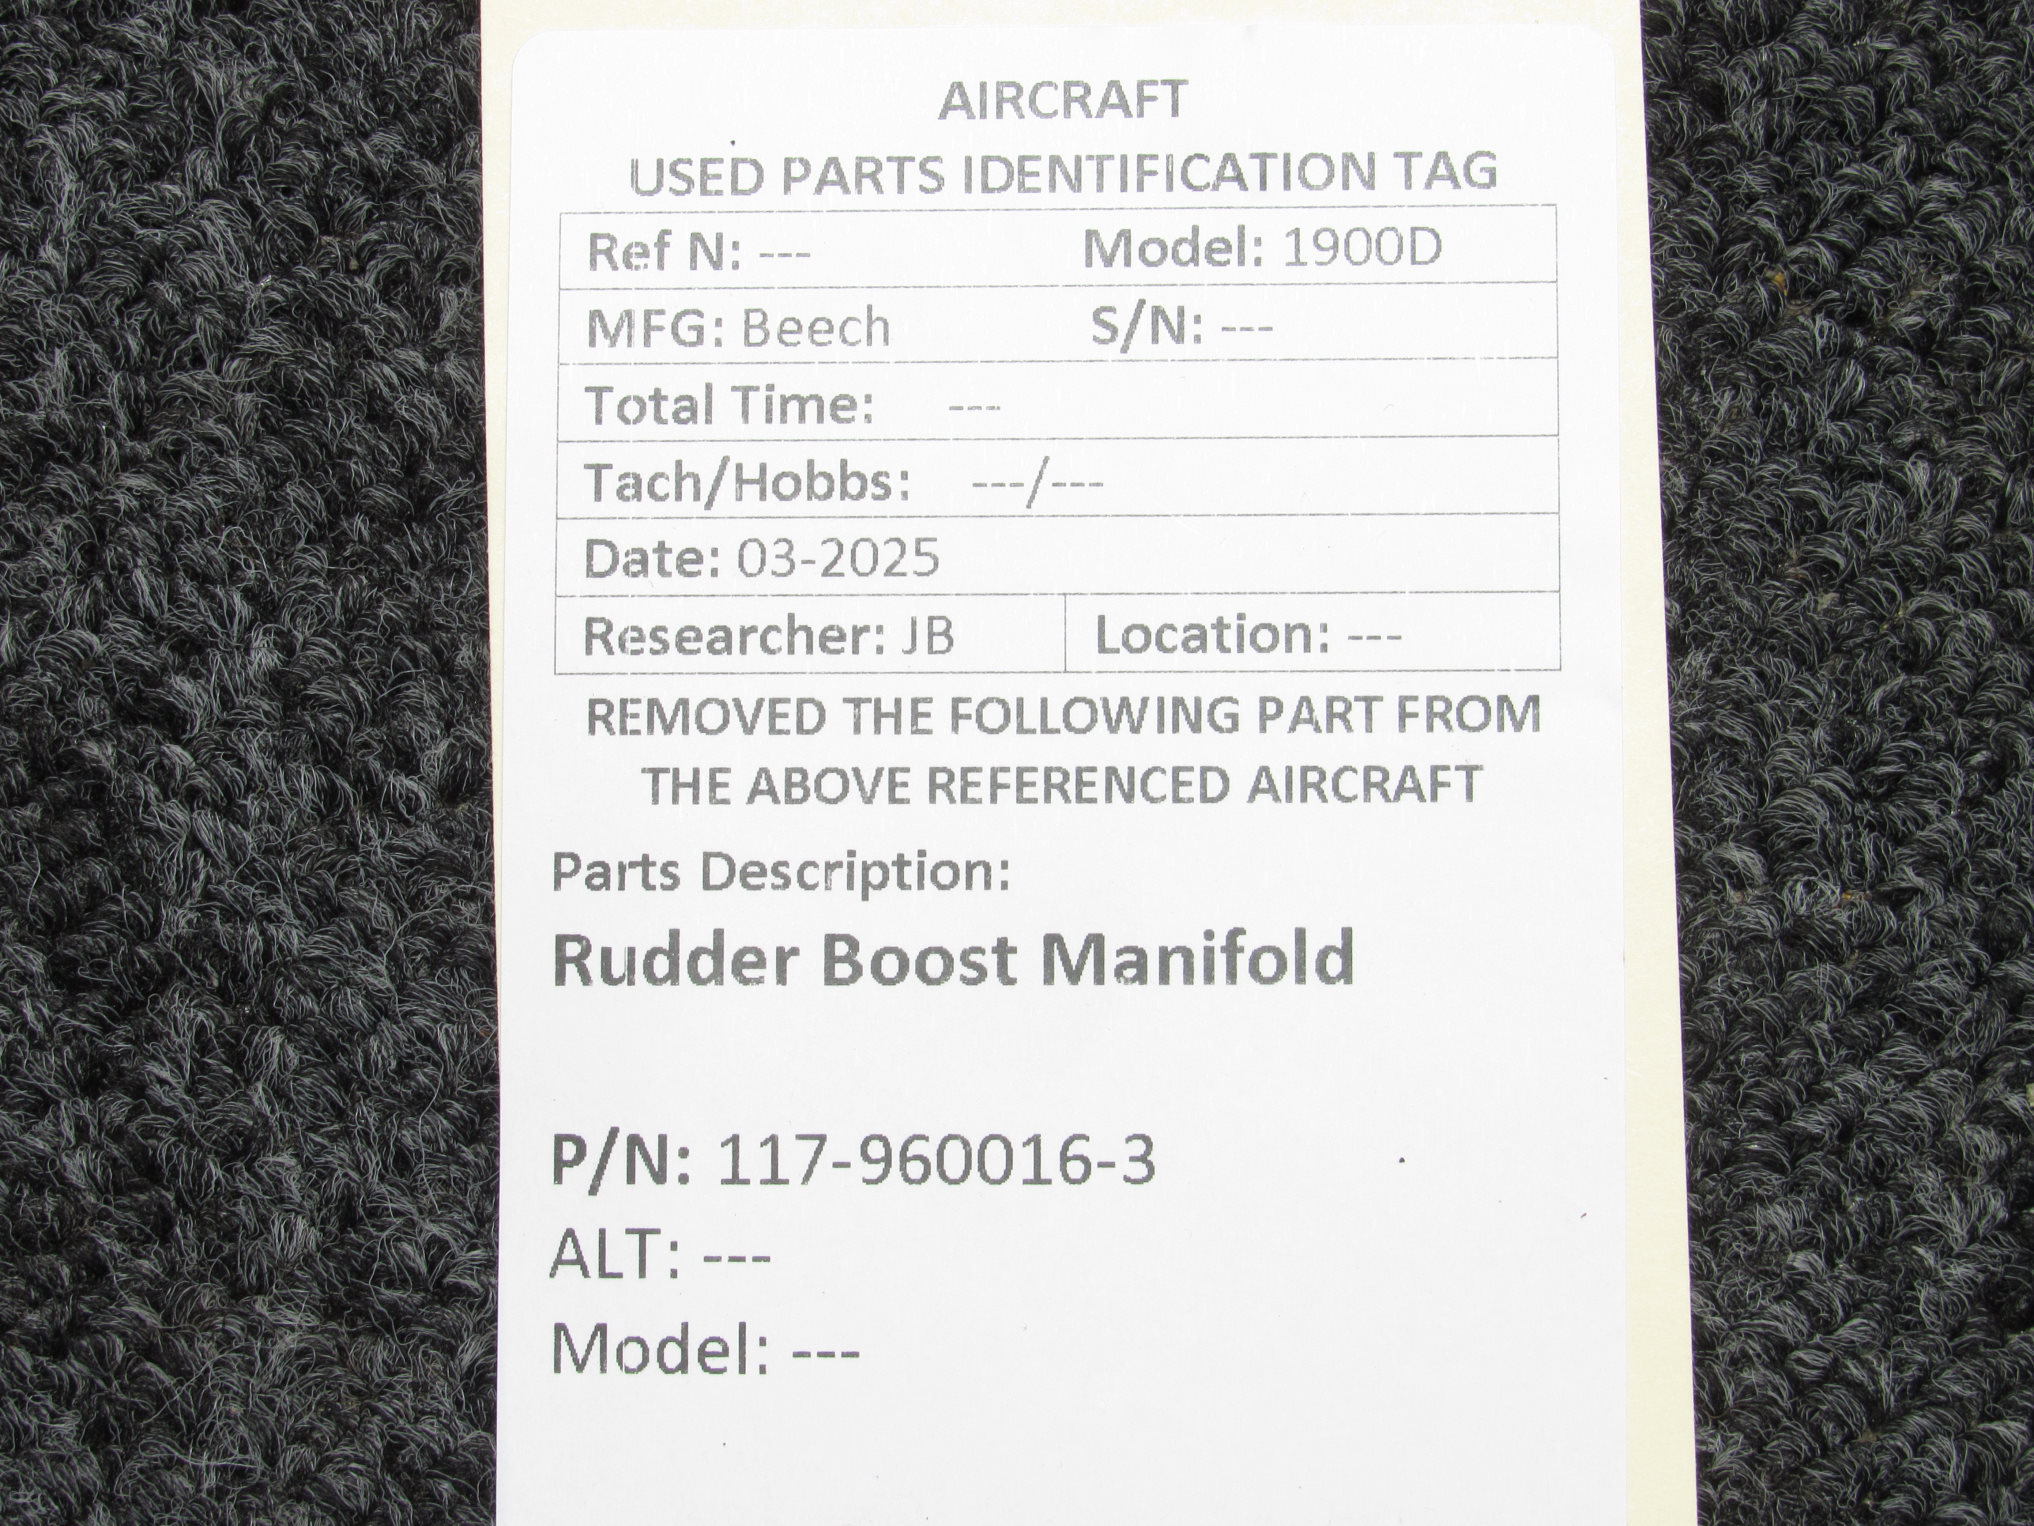 AIRCRAFT
USED PARTS IDENTIFICATION TAG
Ref N: --- Model: 1900D
MFG: Beech S/N: ---
Total Time: ---
Tach/Hobbs: ---/---
Date: 03-2025
Researcher: JB Location: ---
REMOVED THE FOLLOWING PART FROM
THE ABOVE REFERENCED AIRCRAFT
Parts Description:
Rudder Boost Manifold
P/N: 117-960016-3
ALT: ---
Model: ---